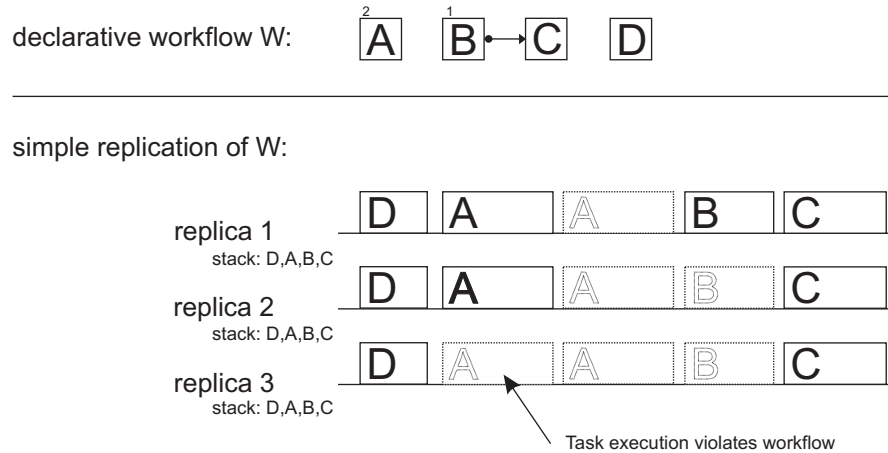 2 1
declarative workflow W: A B C D
simple replication of W:
D A A B C
replica 1
stack: D,A,B,C
D A A B C
replica 2
stack: D,A,B,C
D A A B C
replica 3
stack: D,A,B,C
Task execution violates workflow